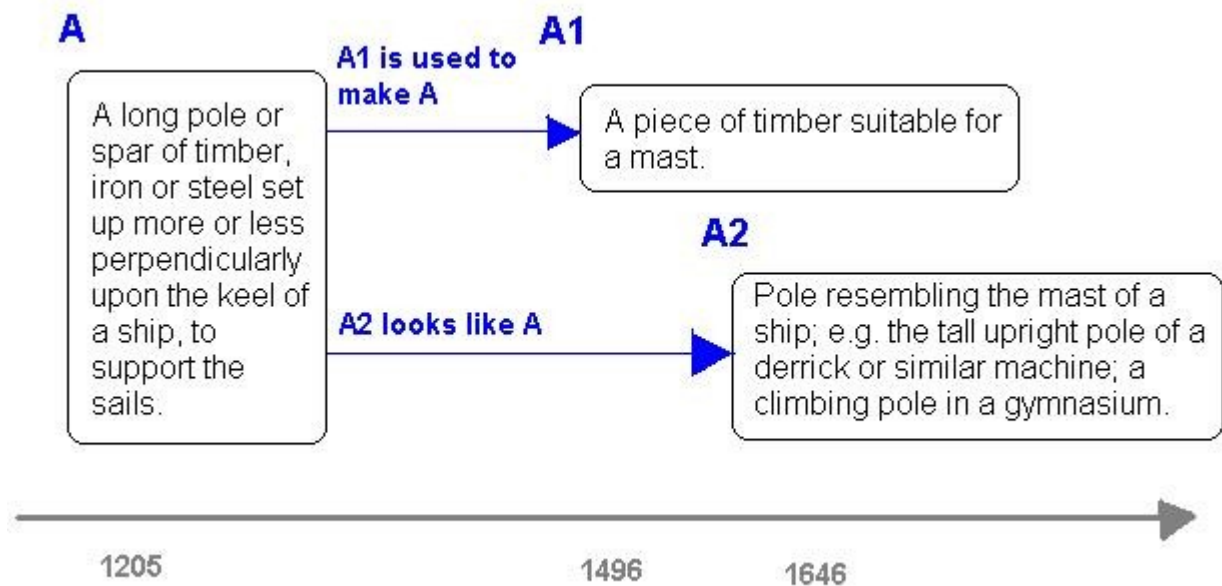 A
A long pole or
spar of timber,
iron or steel set
up more or less
perpendicularly
upon the keel of
a ship, to
support the
sails.
A1 is used to
make A
A1
A piece of timber suitable for
a mast.
A2 looks like A
A2
Pole resembling the mast of a
ship; e.g. the tall upright pole of a
derrick or similar machine; a
climbing pole in a gymnasium.
1205
1496
1646